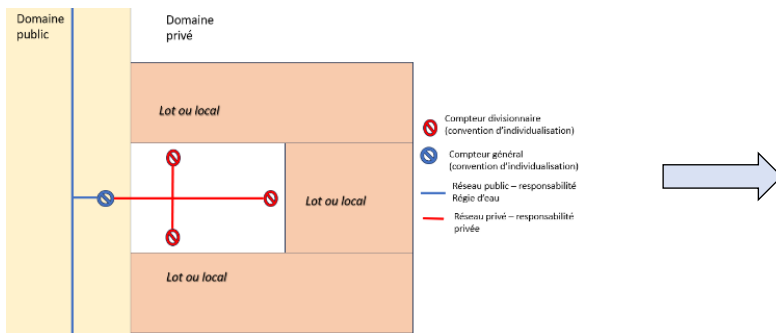 Domaine
public
Domaine
privé
Lot ou local
Lot ou local
Lot ou local
Compteur divisionnaire
(convention d'individualisation)
Compteur général
(convention d'individualisation)
Réseau public – responsabilité
Régie d'eau
Réseau privé – responsabilité
privée